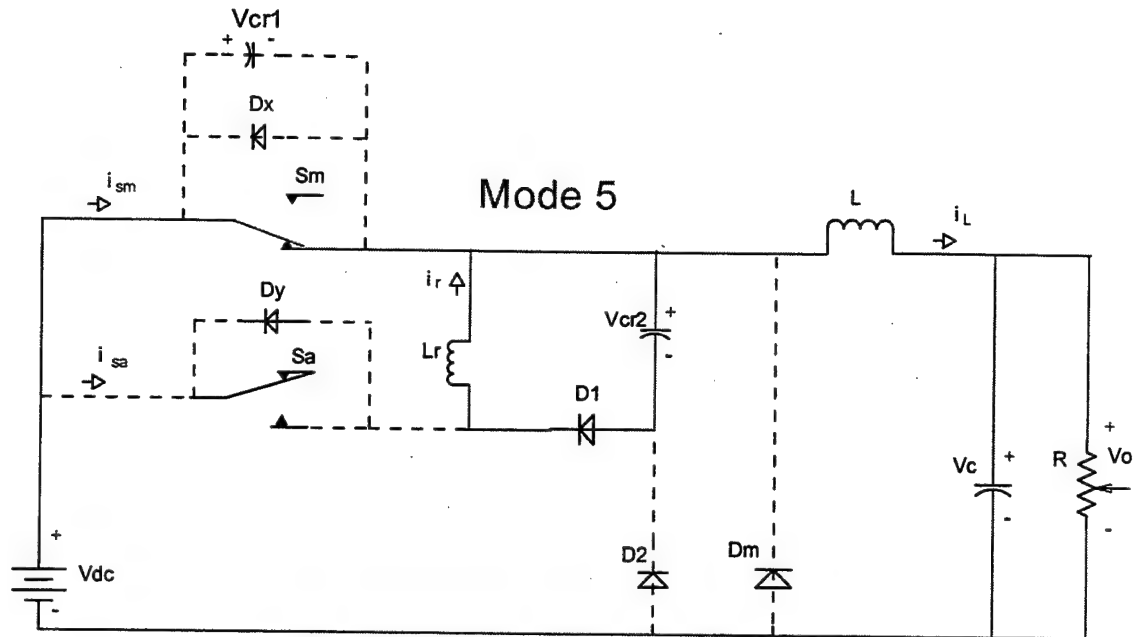 Vcr1
+ -
Dx
i sm
Sm
Mode 5
L
i L
Dy
i r
Vcr2
+
-
i sa
Sa
Lr
D1
+
Vc
+
-
R
Vo
-
+
Vdc
-
D2
Dm